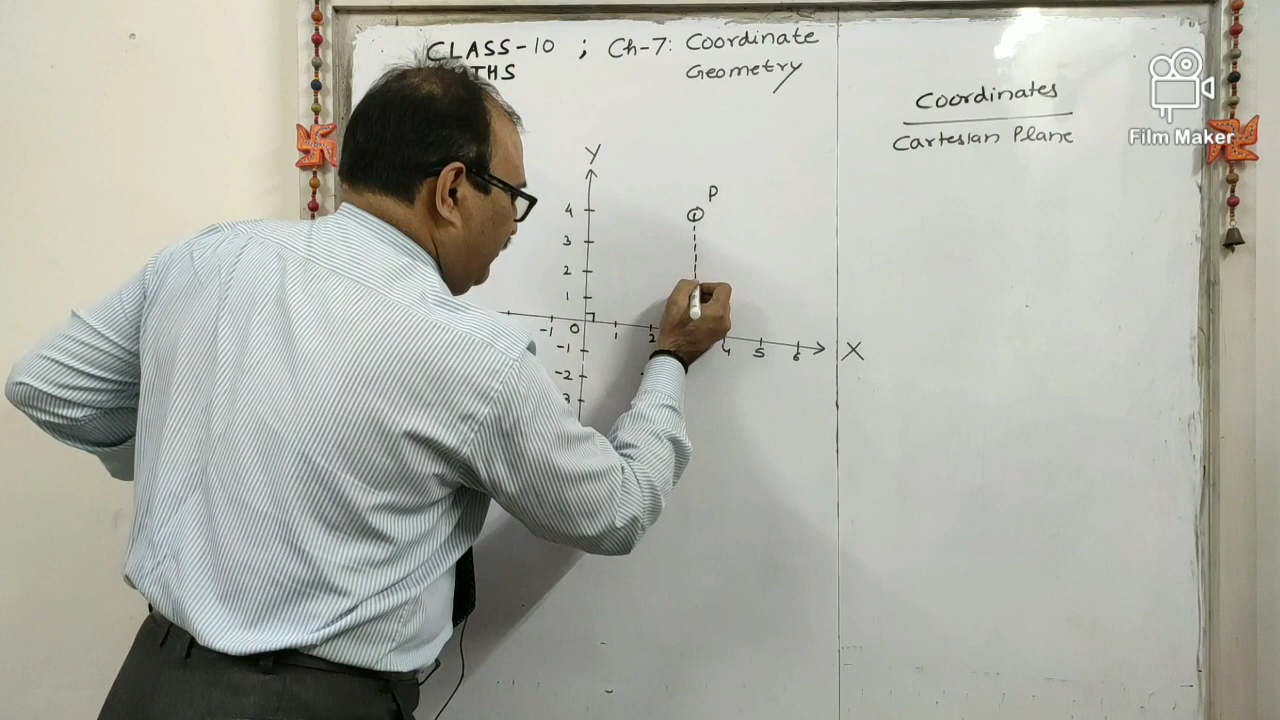 CLASS-10 ; Ch-7: Coordinate
Geometry
Coordinates
Cartesian Plane
Film Maker
Y
P
4
3
2
1
-1 0 1 2 4 5 6 X
-1
-2
3